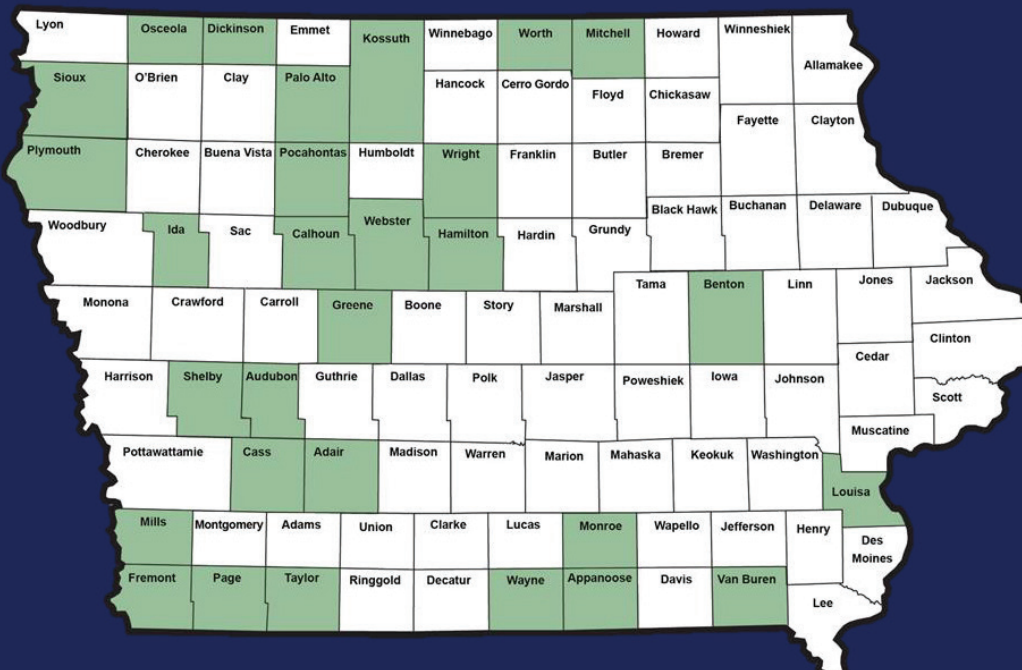 Lyon
Osceola
Dickinson
Emmet
Kossuth
Winnebago
Worth
Mitchell
Howard
Winneshiek
Allamakee
Sioux
O'Brien
Clay
Palo Alto
Hancock
Cerro Gordo
Floyd
Chickasaw
Fayette
Clayton
Plymouth
Cherokee
Buena Vista
Pocahontas
Humboldt
Wright
Franklin
Butler
Bremer
Woodbury
Ida
Sac
Calhoun
Webster
Hamilton
Hardin
Grundy
Black Hawk
Buchanan
Delaware
Dubuque
Monona
Crawford
Carroll
Greene
Boone
Story
Marshall
Tama
Benton
Linn
Jones
Jackson
Clinton
Cedar
Harrison
Shelby
Audubon
Guthrie
Dallas
Polk
Jasper
Poweshiek
Iowa
Johnson
Scott
Muscatine
Pottawattamie
Cass
Adair
Madison
Warren
Marion
Mahaska
Keokuk
Washington
Louisa
Mills
Montgomery
Adams
Union
Clarke
Lucas
Monroe
Wapello
Jefferson
Henry
Des
Moines
Fremont
Page
Taylor
Ringgold
Decatur
Wayne
Appanoose
Davis
Van Buren
Lee